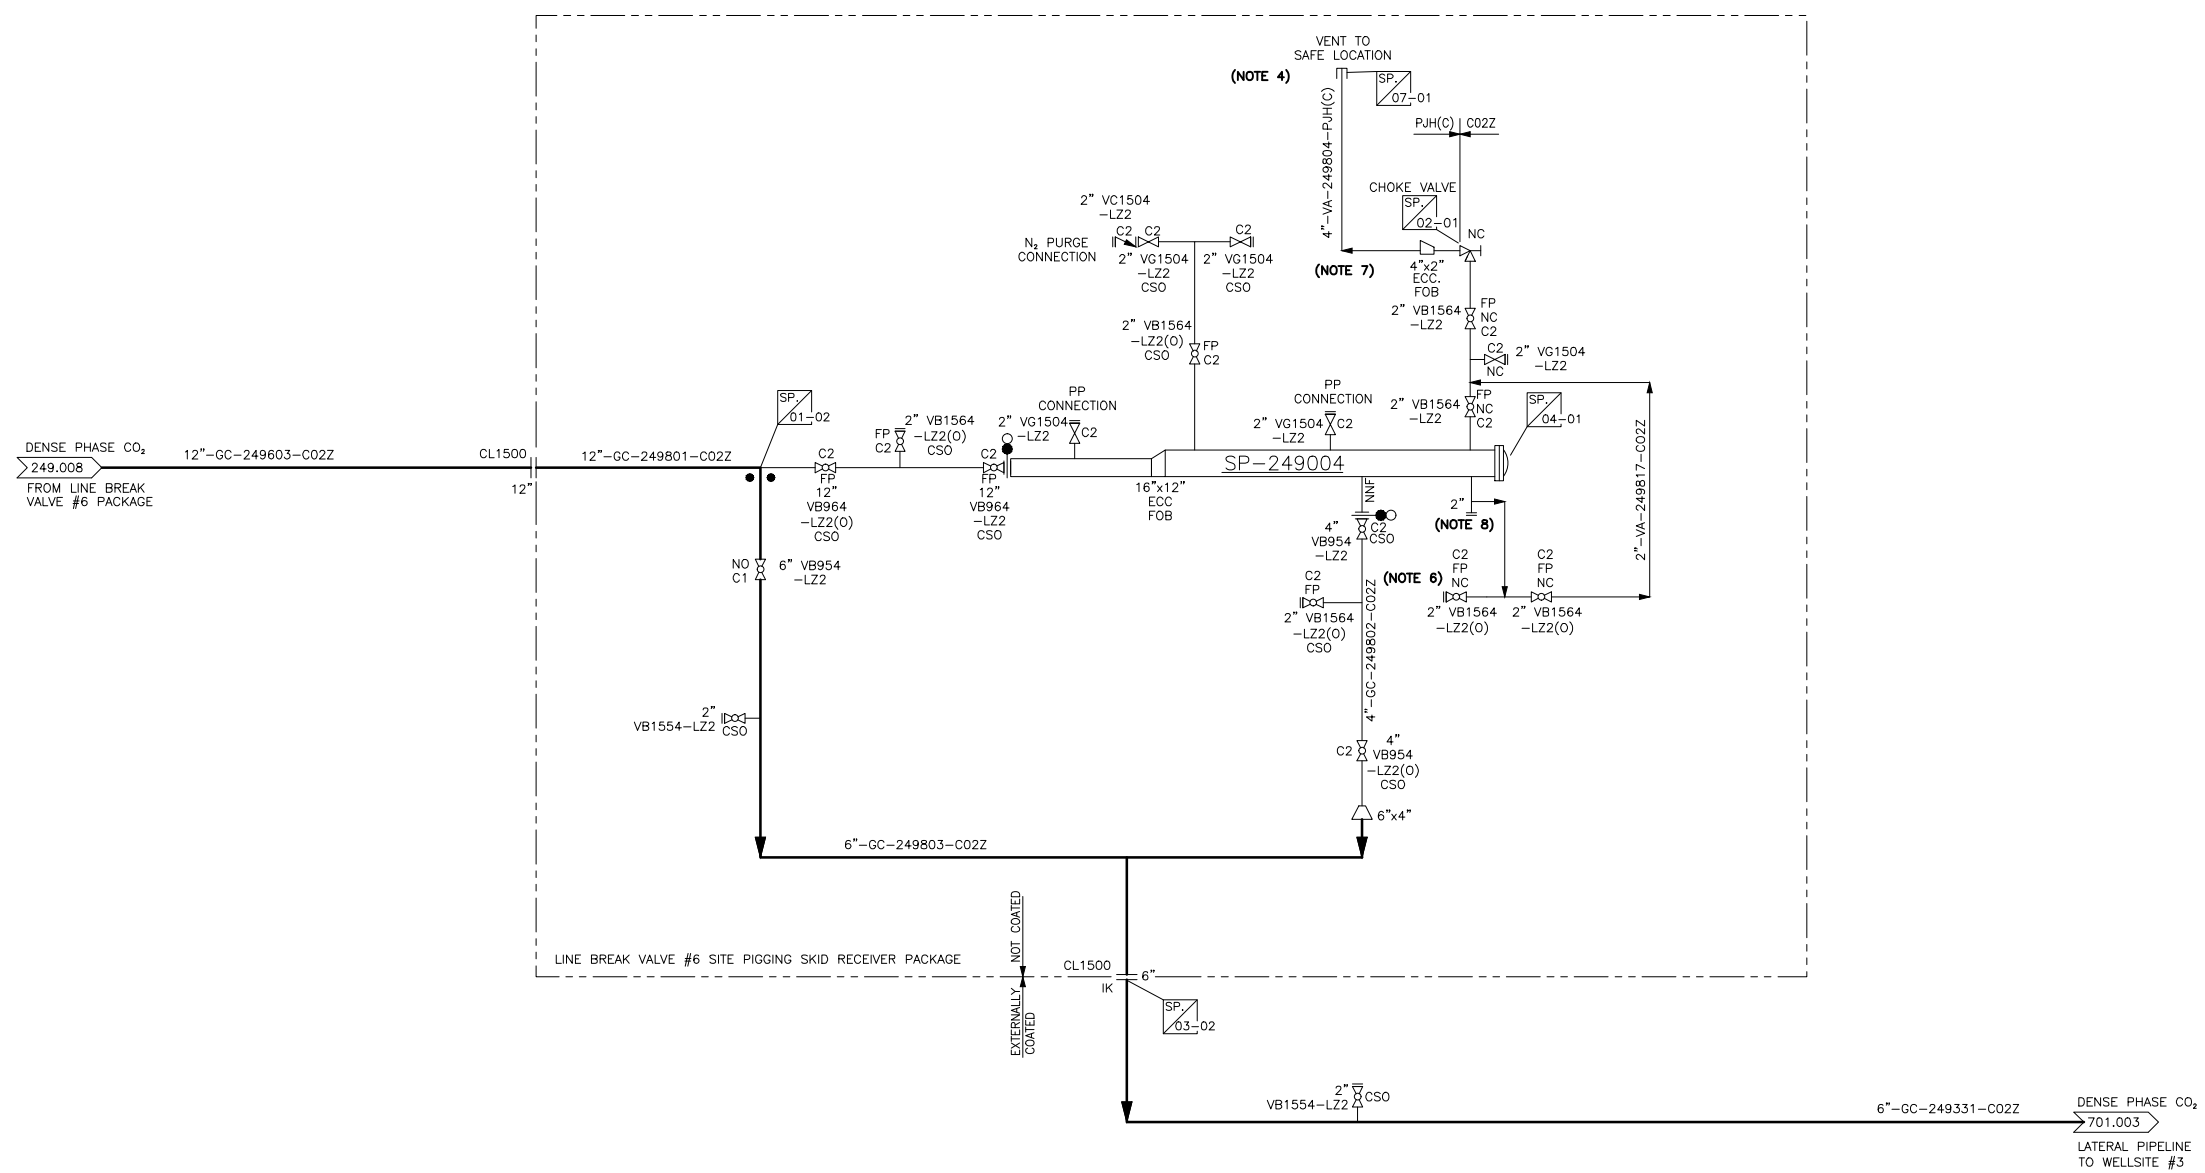 VENT TO
SAFE LOCATION
(NOTE 4)
SP.
07-01
4"-VA-249804-PJH(C)
PJH(C)
C02Z
CHOKE VALVE
SP.
02-01
NC
2" VC1504
-LZ2
C2
C2
C2
N₂ PURGE
CONNECTION
2" VG1504
-LZ2
CSO
2" VG1504
-LZ2
CSO
(NOTE 7)
4"x2"
ECC.
FOB
2" VB1564
-LZ2
FP
NC
C2
2" VB1564
-LZ2(O)
CSO
FP
C2
C2
NC
2" VG1504
-LZ2
PP
CONNECTION
PP
CONNECTION
2" VB1564
-LZ2
FP
NC
C2
SP.
04-01
SP.
01-02
FP
C2
2" VB1564
-LZ2(O)
CSO
2" VG1504
-LZ2
C2
2" VG1504
-LZ2
C2
DENSE PHASE CO₂
249.008
FROM LINE BREAK
VALVE #6 PACKAGE
12"-GC-249603-C02Z
CL1500
12"
12"-GC-249801-C02Z
C2
FP
12"
VB964
-LZ2(O)
CSO
C2
FP
12"
VB964
-LZ2
CSO
SP-249004
16"x12"
ECC
FOB
NNF
2"
(NOTE 8)
2"-VA-249817-C02Z
4"
VB954
-LZ2
C2
CSO
NO
C1
6" VB954
-LZ2
(NOTE 6)
C2
FP
NC
C2
FP
NC
C2
FP
2" VB1564
-LZ2(O)
CSO
2" VB1564
-LZ2(O)
2" VB1564
-LZ2(O)
4"-GC-249802-C02Z
2"
VB1554-LZ2
CSO
C2
4"
VB954
-LZ2(O)
CSO
6"x4"
6"-GC-249803-C02Z
NOT COATED
LINE BREAK VALVE #6 SITE PIGGING SKID RECEIVER PACKAGE
CL1500
6"
IK
EXTERNALLY
COATED
SP.
03-02
2"
VB1554-LZ2
CSO
6"-GC-249331-C02Z
DENSE PHASE CO₂
701.003
LATERAL PIPELINE
TO WELLSITE #3